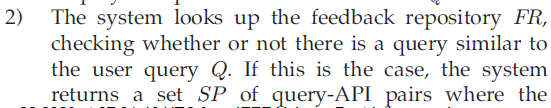 2) The system looks up the feedback repository FR,
checking whether or not there is a query similar to
the user query Q. If this is the case, the system
returns a set SP of query-API pairs where the